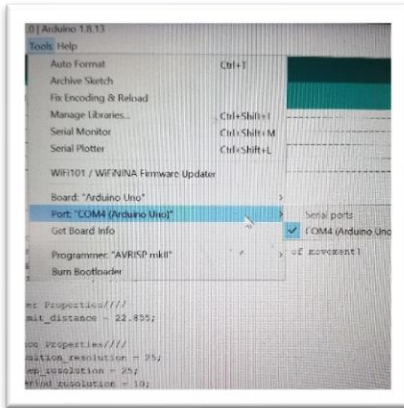 .0 | Arduino 1.8.13
Tools Help
Auto Format Ctrl+T
Archive Sketch
Fix Encoding & Reload
Manage Libraries... Ctrl+Shift+I
Serial Monitor Ctrl+Shift+M
Serial Plotter Ctrl+Shift+L
WiFi101 / WiFiNINA Firmware Updater
Board: "Arduino Uno"
Port: "COM4 (Arduino Uno)"
Serial ports
Get Board Info
COM4 (Arduino Uno
of movement)
Programmer: "AVRISP mkII"
Burn Bootloader
er Properties////
mit_distance = 22.855;
Properties////
resolution = 25;
resolution = 25;
resolution = 10;